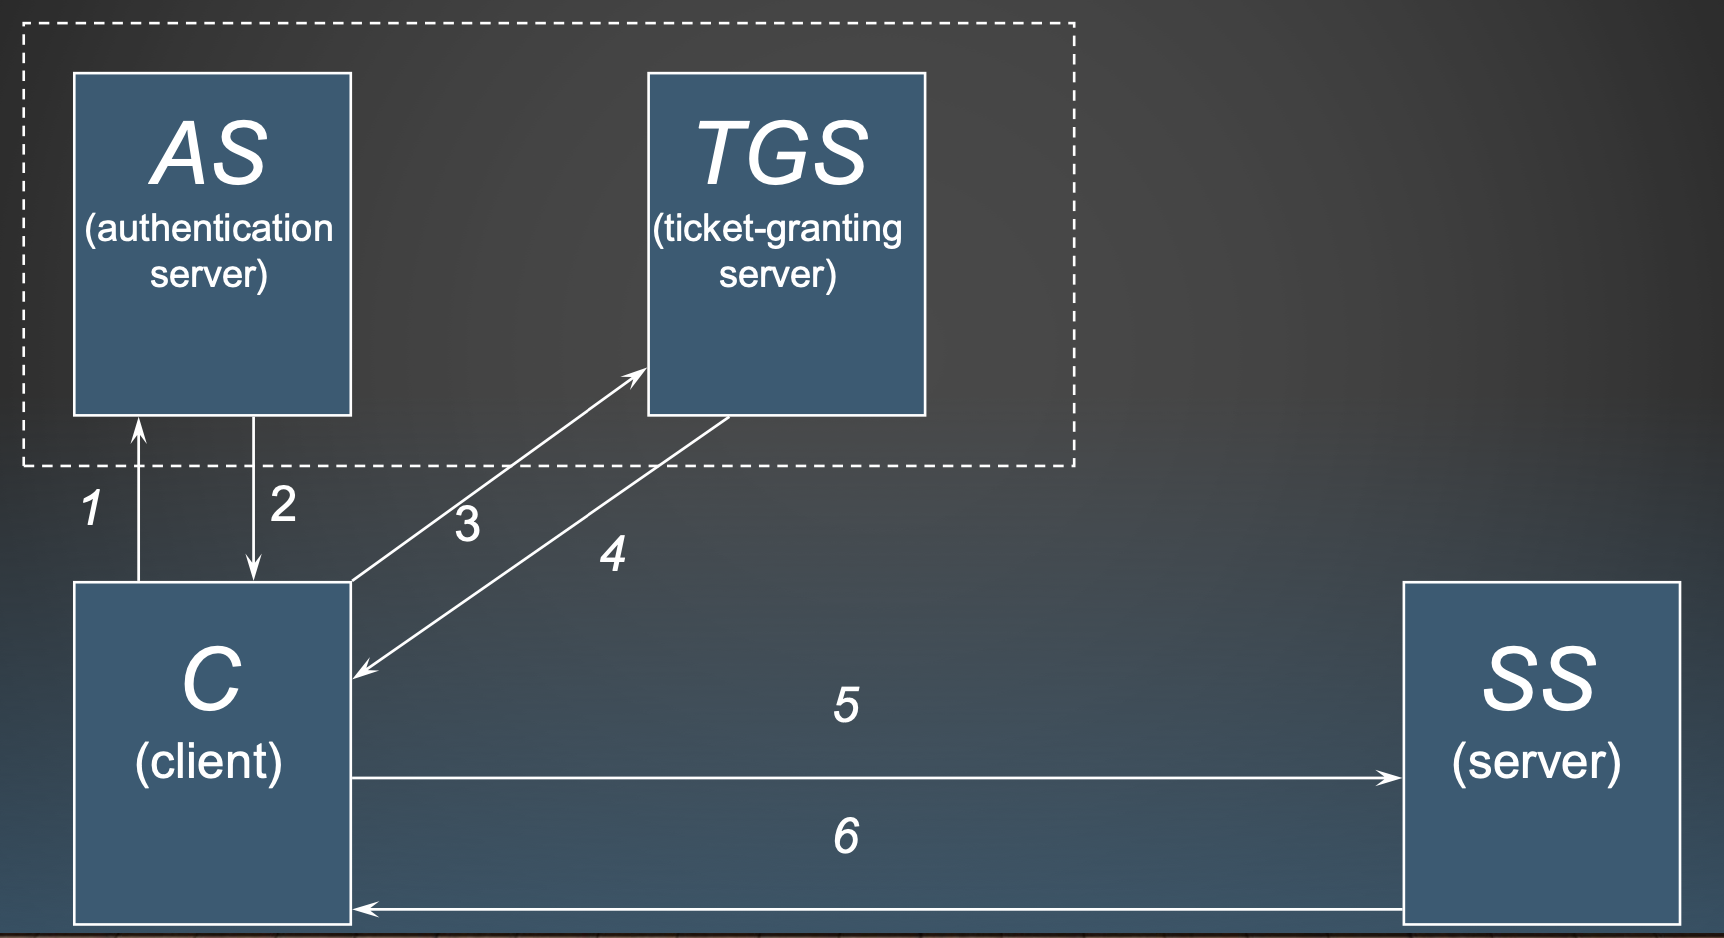 AS
(authentication
server)
TGS
(ticket-granting
server)
1
2
3
4
C
(client)
5
6
SS
(server)